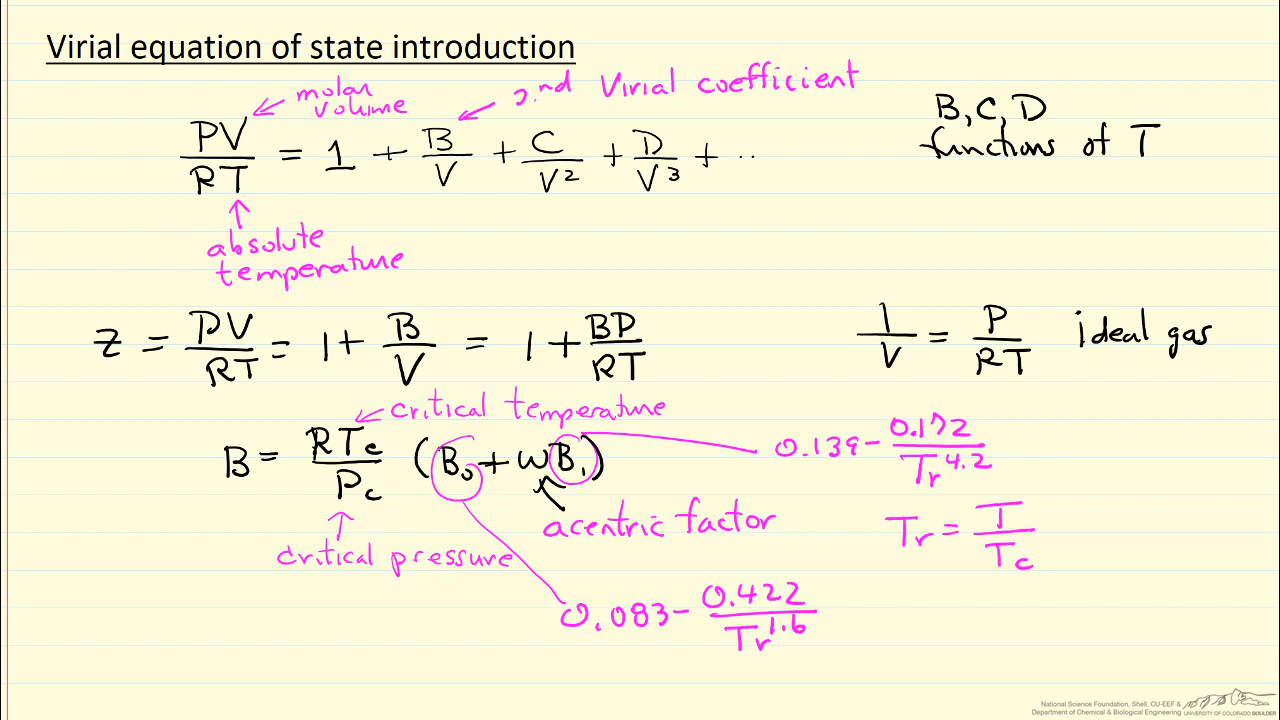 Virial equation of state introduction
molar volume
2nd Virial coefficient
PV/RT = 1 + B/V + C/V² + D/V³ + ··
B, C, D
functions of T
absolute
temperature
Z = PV/RT = 1 + B/V = 1 + BP/RT
1/V = P/RT ideal gas
critical temperature
B = RTc/Pc (B₀ + ωB₁)
0.139 - 0.172/Tr^4.2
acentric factor
Tr = T/Tc
critical pressure
0.083 - 0.422/Tr^1.6
National Science Foundation, Shell, CU-EEF &
Department of Chemical & Biological Engineering
UNIVERSITY OF COLORADO BOULDER